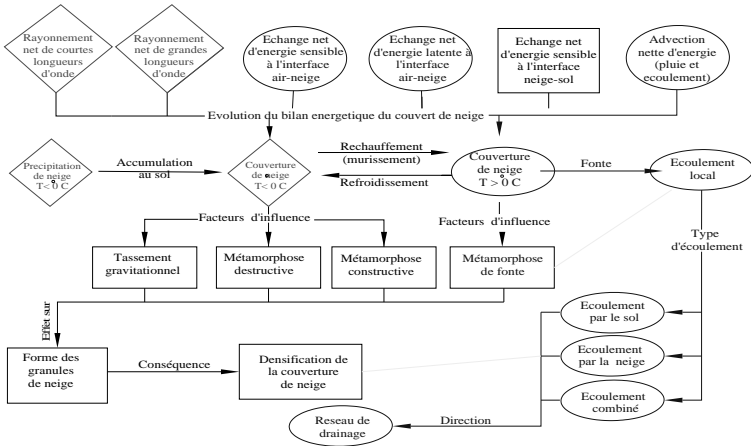 Rayonnement
net de courtes
longueurs
d'onde
Rayonnement
net de grandes
longueurs
d'onde
Echange net
d'energie sensible
à l'interface
air-neige
Echange net
d'energie latente à
l'interface
air-neige
Echange net
d'energie sensible
à l'interface
neige-sol
Advection
nette d'energie
(pluie et
ecoulement)
Evolution du bilan energetique du couvert de neige
Precipitation
de neige
T< 0 C
Accumulation
au sol
Couverture
de neige
T< 0 C
Rechauffement
(murissement)
Refroidissement
Couverture
de neige
T > 0 C
Fonte
Ecoulement
local
Facteurs d'influence
Facteurs d'influence
Type
d'écoulement
Tassement
gravitationnel
Métamorphose
destructive
Métamorphose
constructive
Métamorphose
de fonte
Effet sur
Forme des
granules
de neige
Conséquence
Densification de
la couverture
de neige
Ecoulement
par le sol
Ecoulement
par la neige
Ecoulement
combiné
Direction
Reseau de
drainage